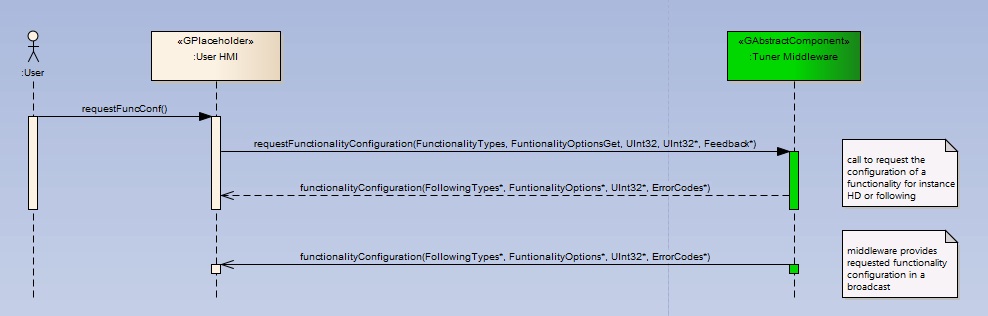 «GPlaceholder»
:User HMI
«GAbstractComponent»
:Tuner Middleware
:User
requestFuncConf()
requestFunctionalityConfiguration(FunctionalityTypes, FuntionalityOptionsGet, UInt32, UInt32*, Feedback*)
call to request the
configuration of a
functionality for instance
HD or following
functionalityConfiguration(FollowingTypes*, FuntionalityOptions*, UInt32*, ErrorCodes*)
functionalityConfiguration(FollowingTypes*, FuntionalityOptions*, UInt32*, ErrorCodes*)
middleware provides
requested functionality
configuration in a
broadcast